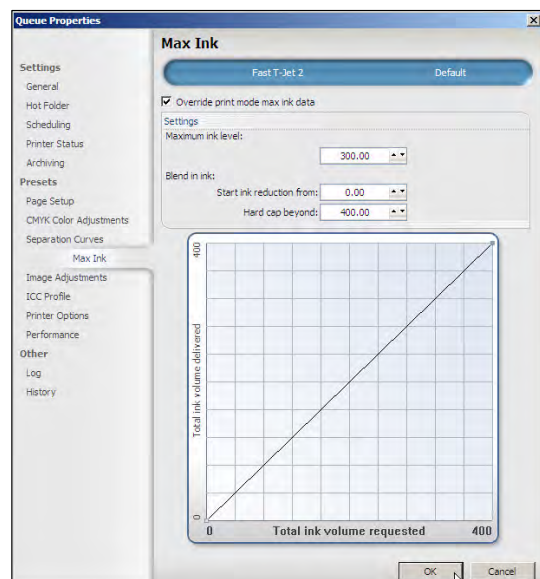 Queue Properties
Max Ink
Settings
General
Hot Folder
Scheduling
Printer Status
Archiving
Presets
Page Setup
CMYK Color Adjustments
Separation Curves
Max Ink
Image Adjustments
ICC Profile
Printer Options
Performance
Other
Log
History
Fast T-Jet 2 Default
Override print mode max ink data
Settings
Maximum ink level:
300.00
Blend in ink:
Start ink reduction from: 0.00
Hard cap beyond: 400.00
400
Total ink volume delivered
0
0 Total ink volume requested 400
OK Cancel